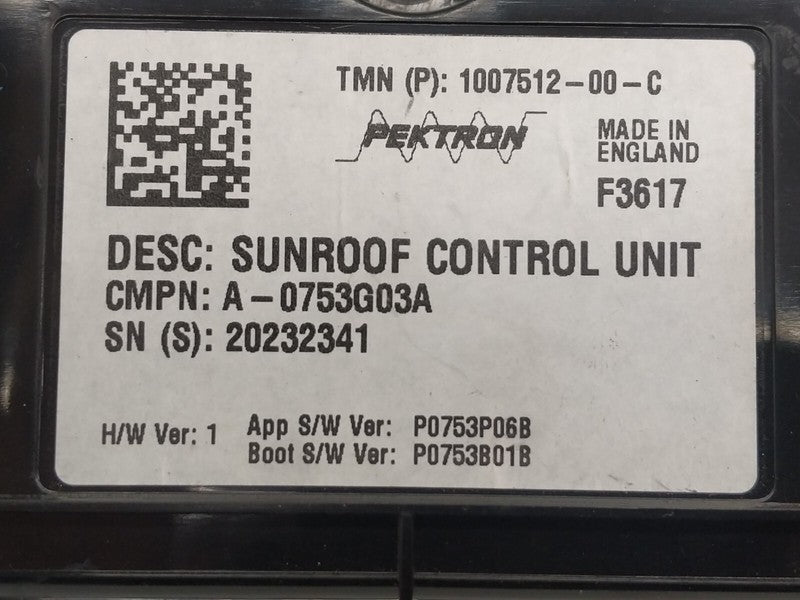 TMN (P): 1007512-00-C
PEKTRON
MADE IN
ENGLAND
F3617
DESC: SUNROOF CONTROL UNIT
CMPN: A-0753G03A
SN (S): 20232341
H/W Ver: 1
App S/W Ver: P0753P06B
Boot S/W Ver: P0753B01B